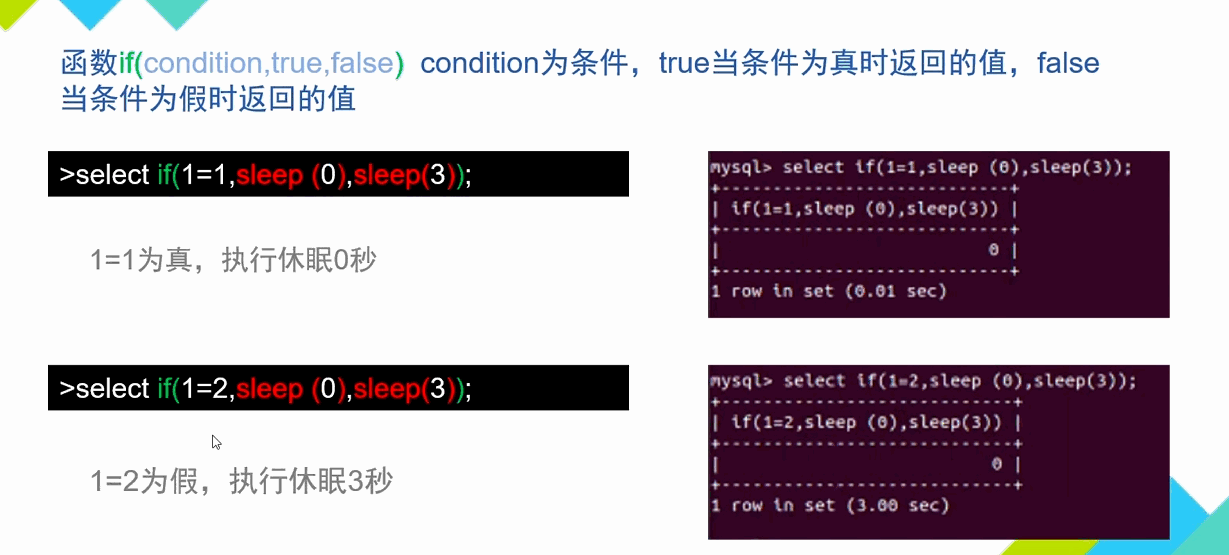 函数if(condition,true,false)  condition为条件，true当条件为真时返回的值，false
当条件为假时返回的值
>select if(1=1,sleep (0),sleep(3));
1=1为真，执行休眠0秒
mysql> select if(1=1,sleep (0),sleep(3));
+----------------------------+
| if(1=1,sleep (0),sleep(3)) |
+----------------------------+
|                          0 |
+----------------------------+
1 row in set (0.01 sec)
>select if(1=2,sleep (0),sleep(3));
1=2为假，执行休眠3秒
mysql> select if(1=2,sleep (0),sleep(3));
+----------------------------+
| if(1=2,sleep (0),sleep(3)) |
+----------------------------+
|                          0 |
+----------------------------+
1 row in set (3.00 sec)